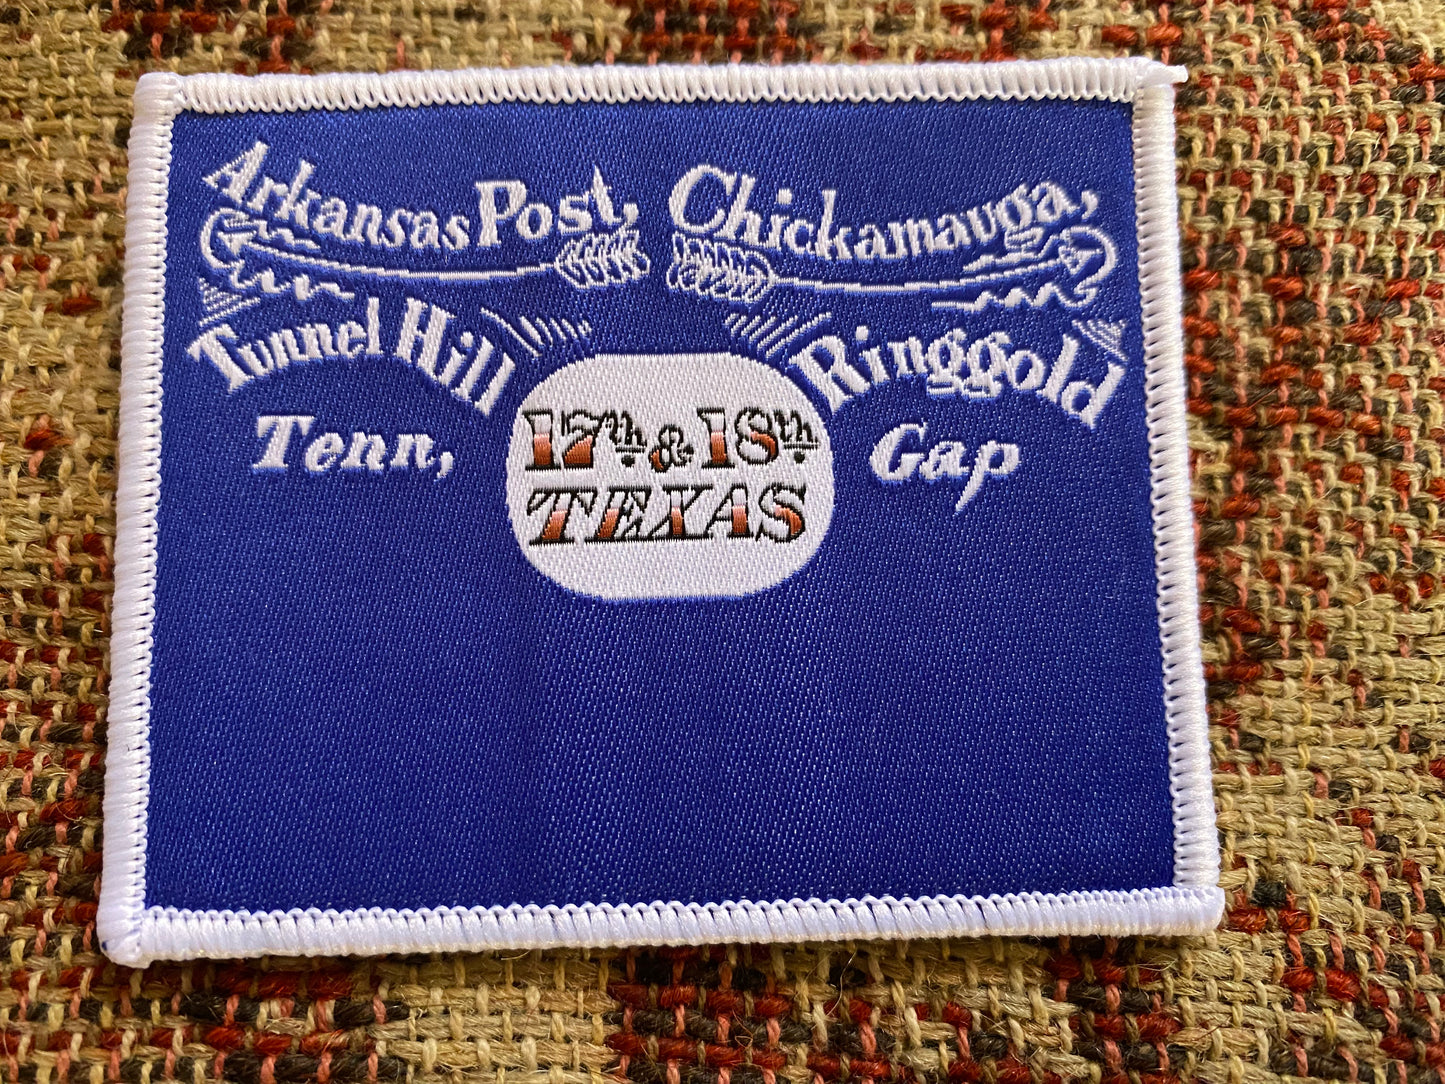 Arkansas Post, Chickamauga,
Tunnel Hill Ringgold
Tenn, Gap
17th & 18th
TEXAS